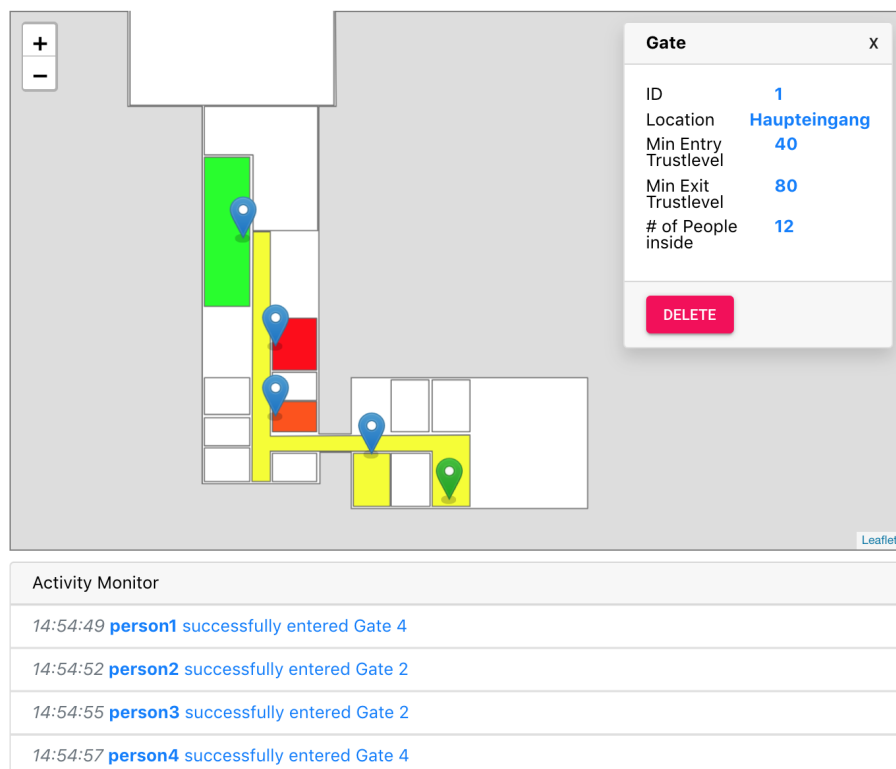 +
−
Gate X
ID 1
Location Haupteingang
Min Entry
Trustlevel 40
Min Exit
Trustlevel 80
# of People
inside 12
DELETE
Leaflet
Activity Monitor
14:54:49 person1 successfully entered Gate 4
14:54:52 person2 successfully entered Gate 2
14:54:55 person3 successfully entered Gate 2
14:54:57 person4 successfully entered Gate 4